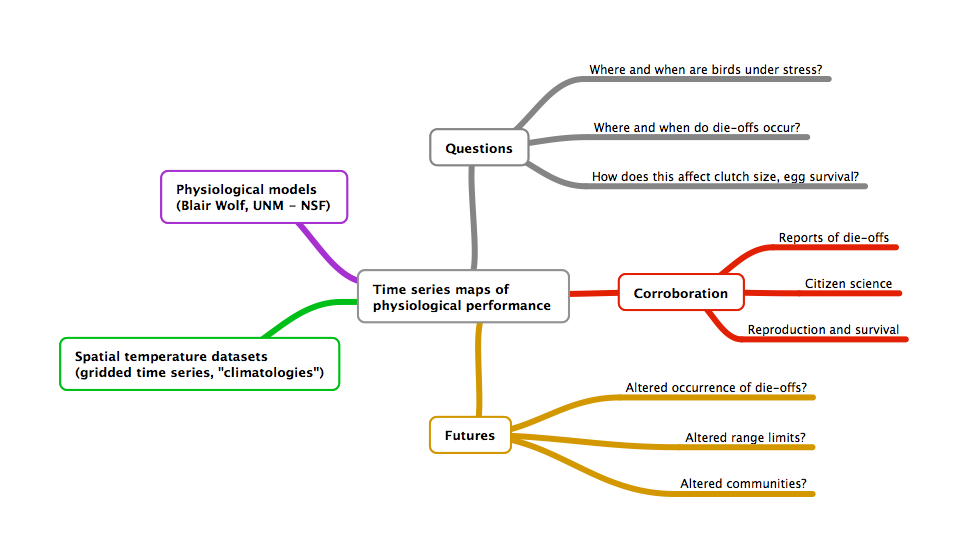 Where and when are birds under stress?
Where and when do die-offs occur?
Questions
How does this affect clutch size, egg survival?
Physiological models
(Blair Wolf, UNM - NSF)
Reports of die-offs
Time series maps of
physiological performance
Corroboration
Citizen science
Reproduction and survival
Spatial temperature datasets
(gridded time series, "climatologies")
Altered occurrence of die-offs?
Futures
Altered range limits?
Altered communities?